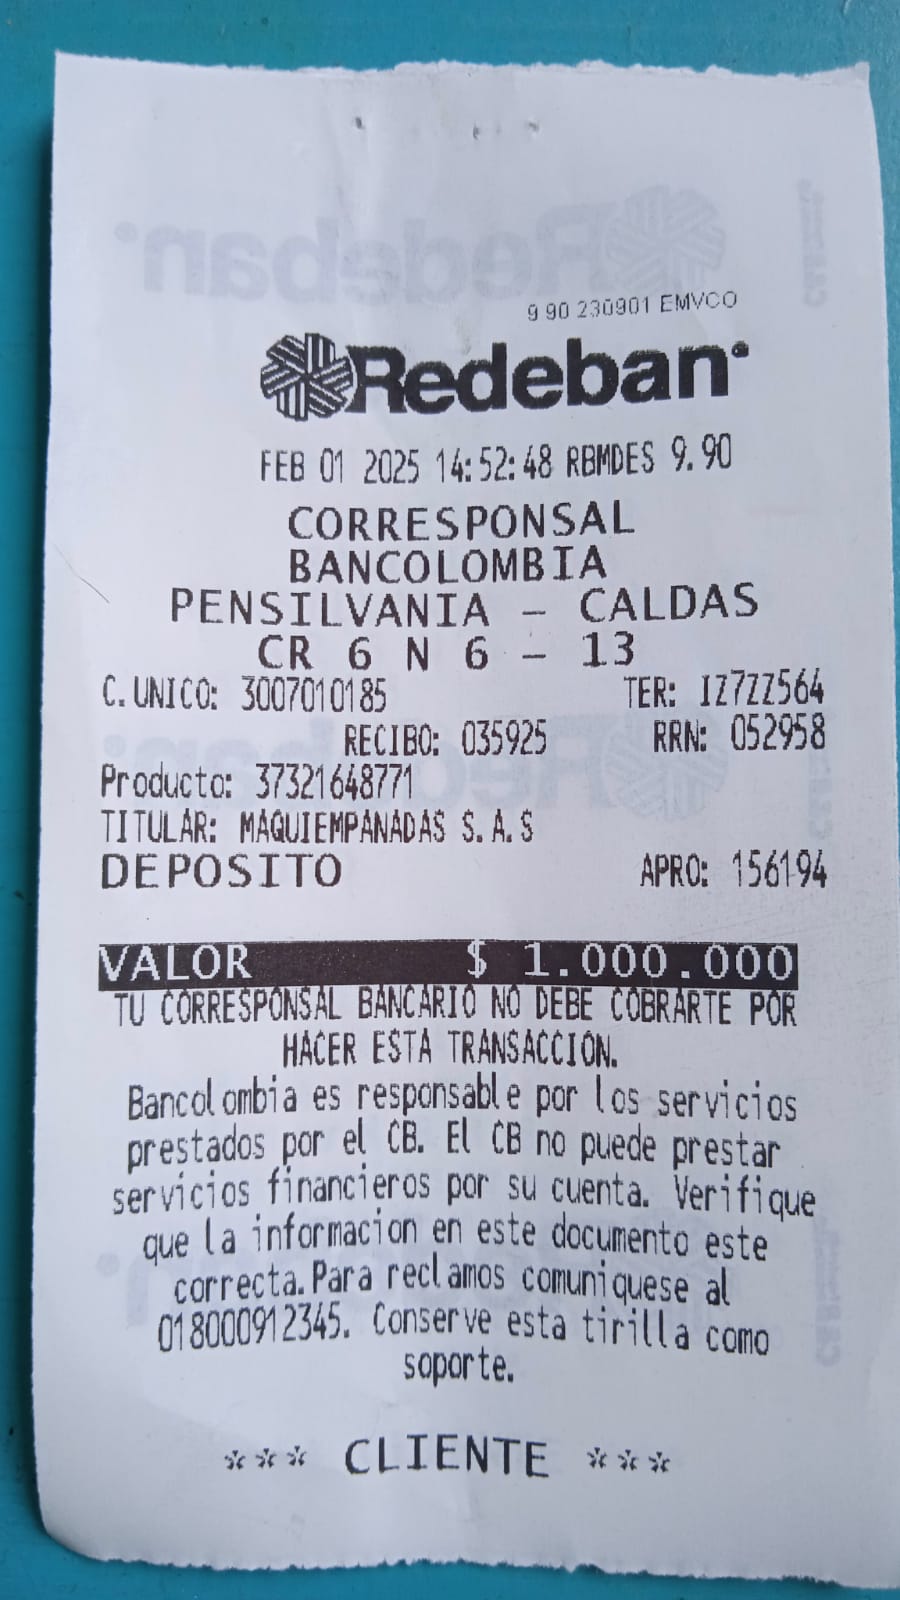 9 90 230901 EMVCO
Redeban
FEB 01 2025 14:52:48 RBMDES 9.90
CORRESPONSAL
BANCOLOMBIA
PENSILVANIA - CALDAS
CR 6 N 6 - 13
C.UNICO: 3007010185 TER: IZ7ZZ564
RECIBO: 035925 RRN: 052958
Producto: 37321648771
TITULAR: MAQUIEMPANADAS S.A.S
DEPOSITO APRO: 156194
VALOR $ 1.000.000
TU CORRESPONSAL BANCARIO NO DEBE COBRARTE POR
HACER ESTA TRANSACCION.
Bancolombia es responsable por los servicios
prestados por el CB. El CB no puede prestar
servicios financieros por su cuenta. Verifique
que la informacion en este documento este
correcta.Para reclamos comuniquese al
018000912345. Conserve esta tirilla como
soporte.
*** CLIENTE ***